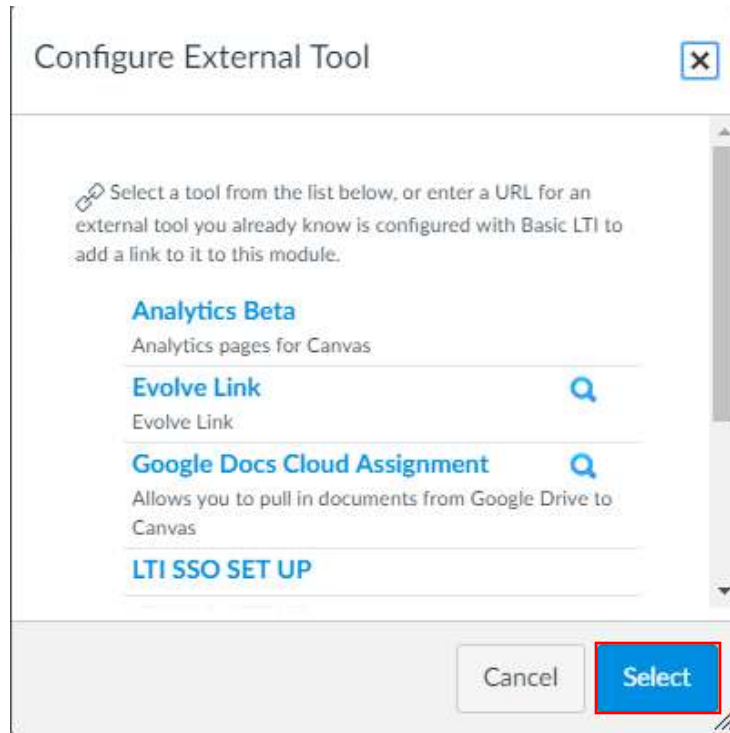 Configure External Tool
Select a tool from the list below, or enter a URL for an
external tool you already know is configured with Basic LTI to
add a link to it to this module.
Analytics Beta
Analytics pages for Canvas
Evolve Link
Evolve Link
Google Docs Cloud Assignment
Allows you to pull in documents from Google Drive to
Canvas
LTI SSO SET UP
Cancel
Select